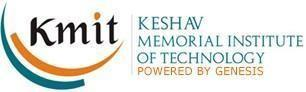 Kmit
KESHAV
MEMORIAL INSTITUTE
OF TECHNOLOGY
POWERED BY GENESIS